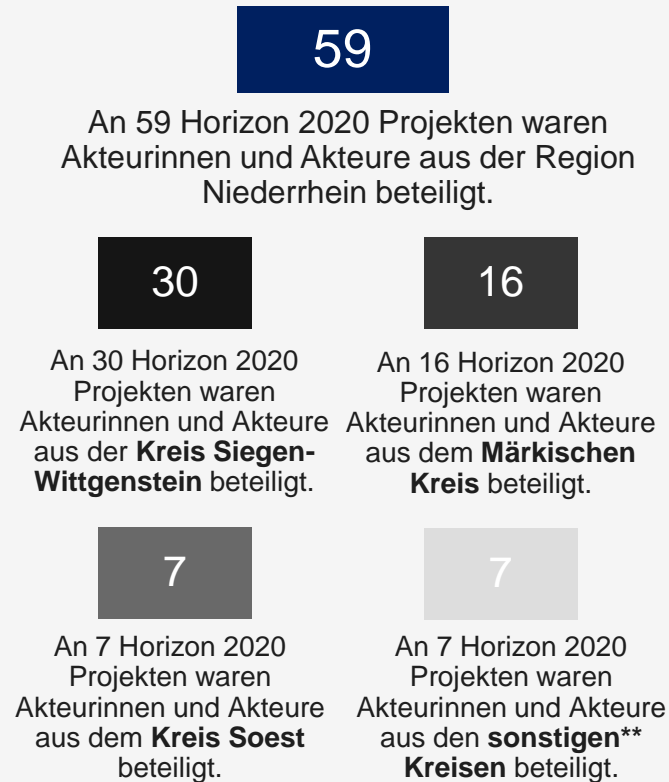 59
An 59 Horizon 2020 Projekten waren
Akteurinnen und Akteure aus der Region
Niederrhein beteiligt.
30
An 30 Horizon 2020
Projekten waren
Akteurinnen und Akteure
aus der Kreis Siegen-
Wittgenstein beteiligt.
16
An 16 Horizon 2020
Projekten waren
Akteurinnen und Akteure
aus dem Märkischen
Kreis beteiligt.
7
An 7 Horizon 2020
Projekten waren
Akteurinnen und Akteure
aus dem Kreis Soest
beteiligt.
7
An 7 Horizon 2020
Projekten waren
Akteurinnen und Akteure
aus den sonstigen**
Kreisen beteiligt.